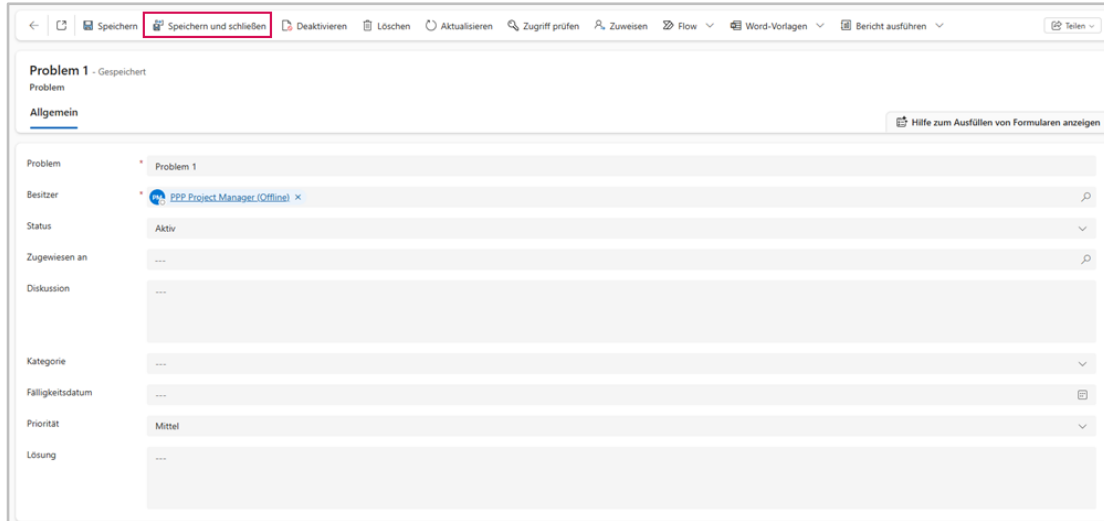 Speichern Speichern und schließen Deaktivieren Löschen Aktualisieren Zugriff prüfen Zuweisen Flow Word-Vorlagen Bericht ausführen Teilen
Problem 1 - Gespeichert
Problem
Allgemein
Hilfe zum Ausfüllen von Formularen anzeigen
Problem * Problem 1
Besitzer * PM PPP Project Manager (Offline) ×
Status Aktiv
Zugewiesen an ---
Diskussion ---
Kategorie ---
Fälligkeitsdatum ---
Priorität Mittel
Lösung ---